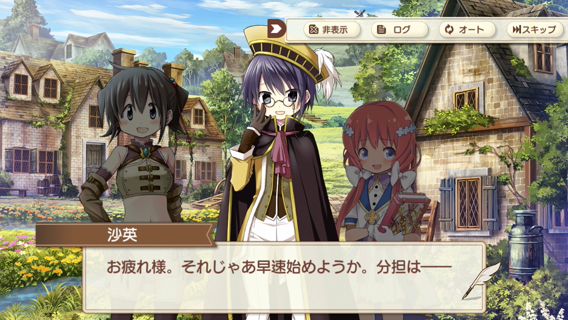 非表示
ログ
オート
スキップ
沙英
お疲れ様。それじゃあ早速始めようか。分担は――